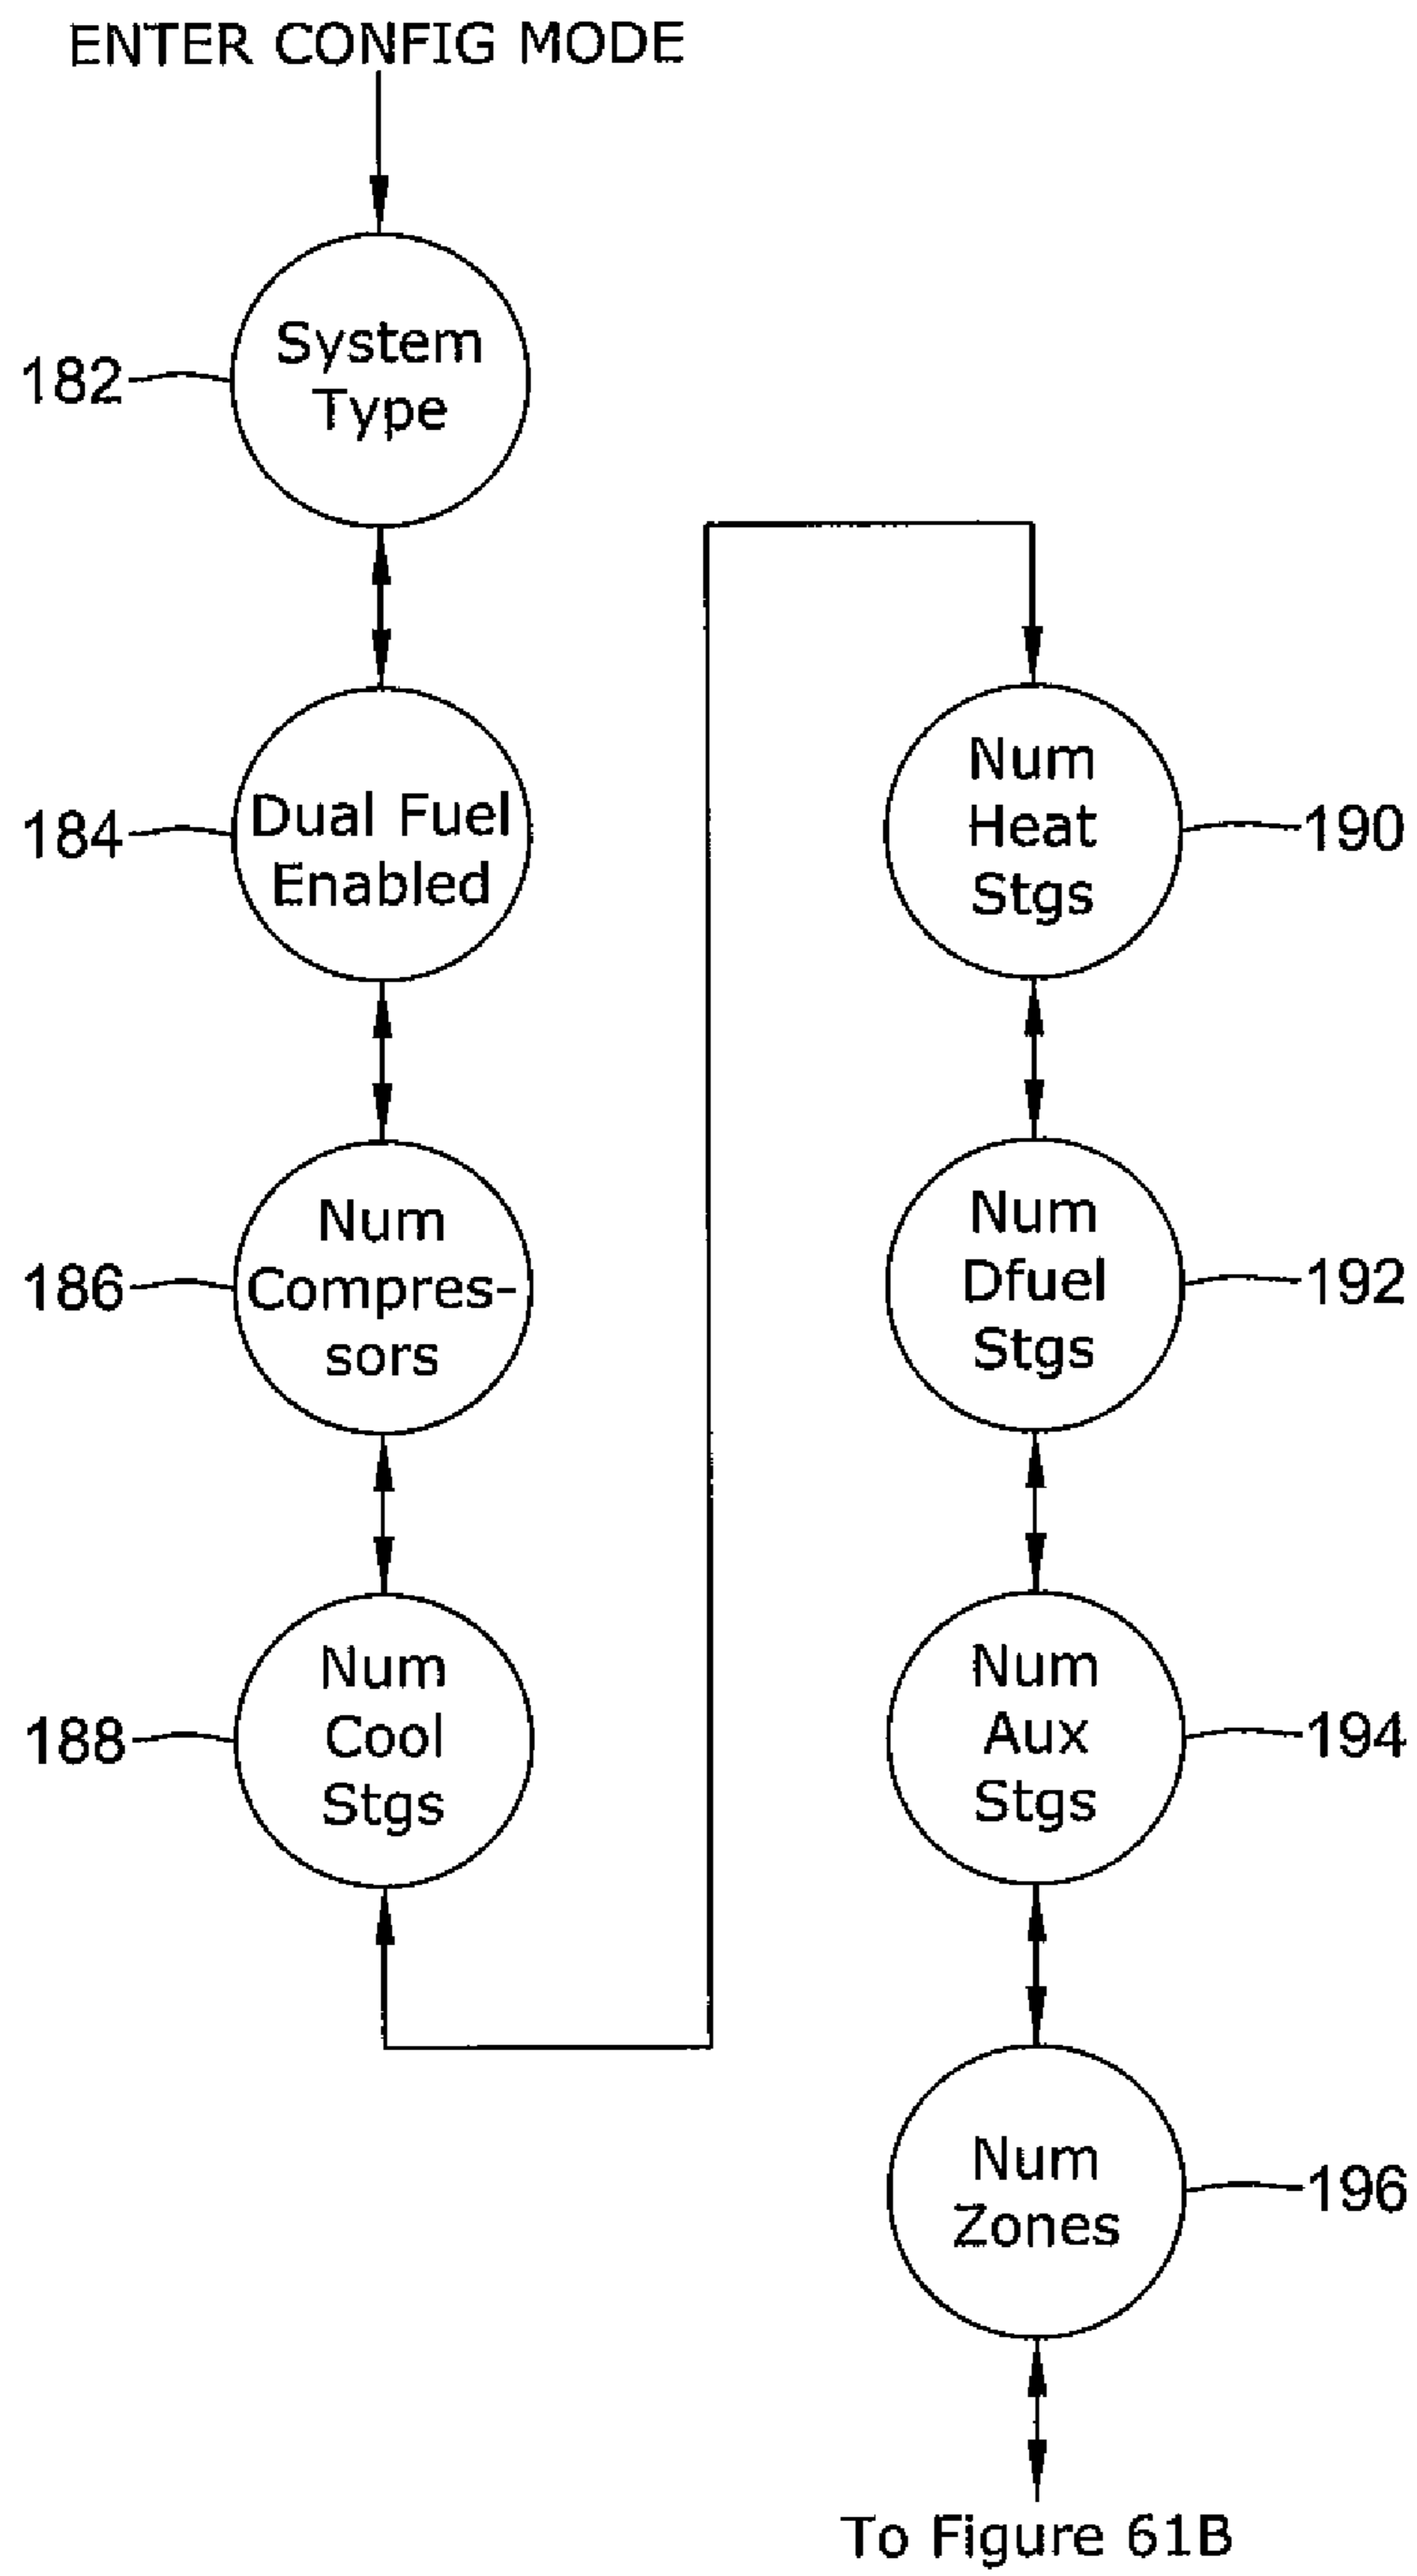 ENTER CONFIG MODE
System
Type
182
Dual Fuel
Enabled
184
Num
Compres-
sors
186
Num
Cool
Stgs
188
Num
Heat
Stgs
190
Num
Dfuel
Stgs
192
Num
Aux
Stgs
194
Num
Zones
196
To Figure 61B